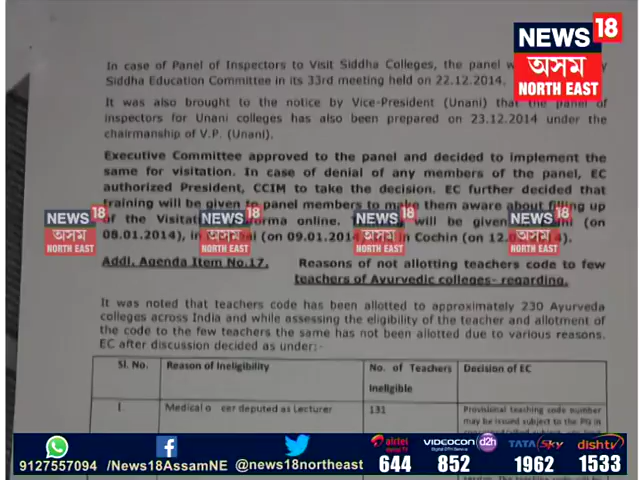 NEWS 18
অসম
NORTH EAST
In case of Panel of Inspectors to Visit Siddha Colleges, the panel
Siddha Education Committee in its 33rd meeting held on 22.12.2014.
It was also brought to the notice by Vice-President (Unani) that the panel of
inspectors for Unani colleges has also been prepared on 23.12.2014 under the
chairmanship of V.P. (Unani).
Executive Committee approved to the panel and decided to implement the
same for visitation. In case of denial of any members of the panel, EC
authorized President, CCIM to take the decision. EC further decided that
training will be given to panel members to make them aware about filling up
of the online. will be given (on
08.01.2014), in (on 09.01.2014 in Cochin (on
NEWS 18 NEWS 18 NEWS 18 NEWS 18
অসম অসম অসম অসম
NORTH EAST NORTH EAST NORTH EAST NORTH EAST
Addl. Agenda Item No.17. Reasons of not allotting teachers code to few
teachers of Ayurvedic colleges- regarding.
It was noted that teachers code has been allotted to approximately 230 Ayurveda
colleges across India and while assessing the eligibility of the teacher and allotment of
the code to the few teachers the same has not been allotted due to various reasons.
EC after discussion decided as under:-
Sl. No. Reason of Ineligibility No. of Teachers Decision of EC
Ineligible
1. Medical deputed as Lecturer 131 Provisional teaching code number
may be issued subject to the
9127557094 /News18AssamNE @news18northeast airtel 644 VIDEOCON d2h 852 TATA sky 1962 dishtv 1533